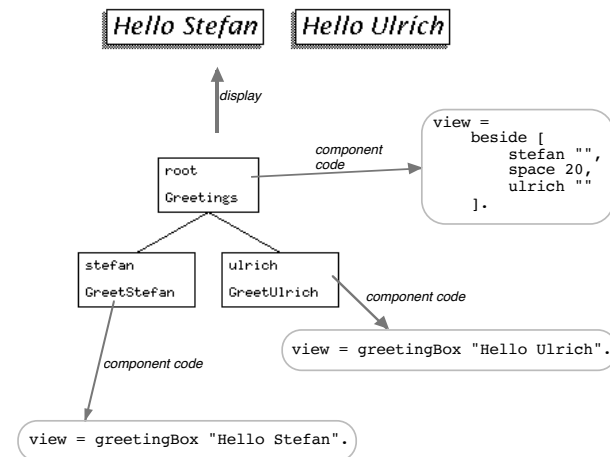 Hello Stefan
Hello Ulrich
display
component
code
view =
beside [
stefan "",
space 20,
ulrich ""
].
root
Greetings
stefan
GreetStefan
ulrich
GreetUlrich
component code
view = greetingBox "Hello Ulrich".
component code
view = greetingBox "Hello Stefan".